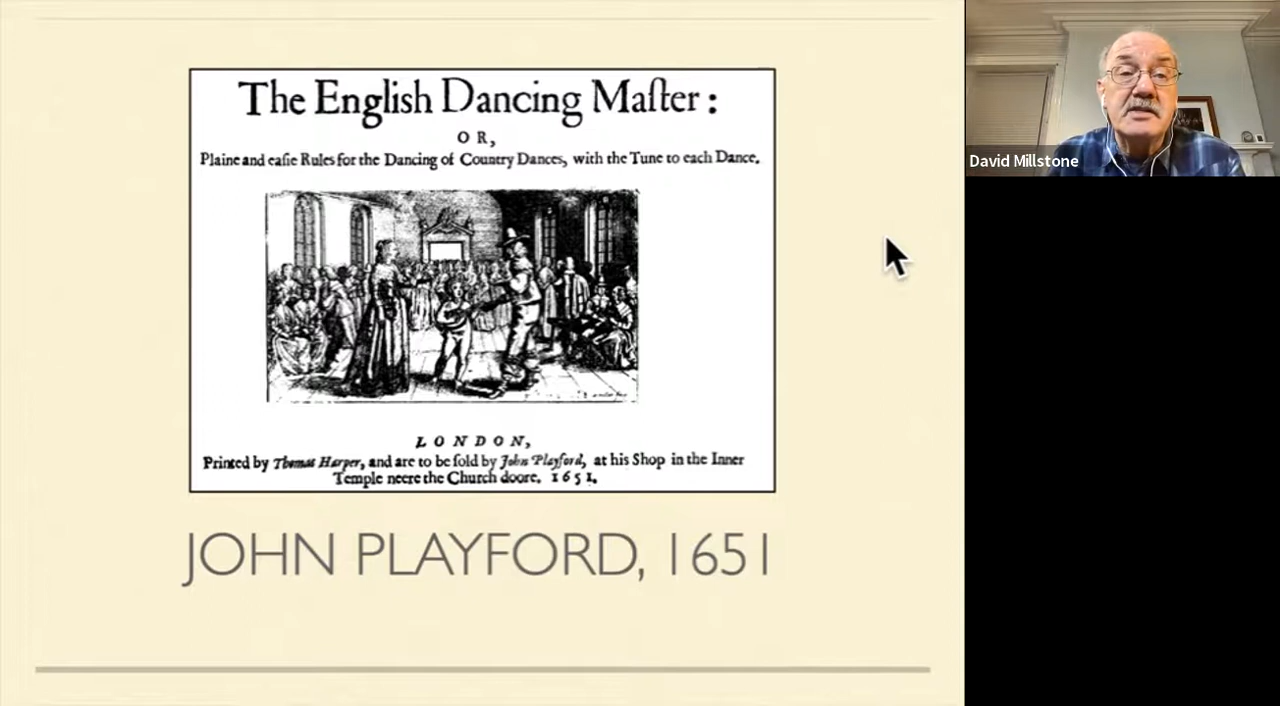 The English Dancing Maſter:
OR,
Plaine and eaſie Rules for the Dancing of Country Dances, with the Tune to each Dance.
LONDON,
Printed by Thomas Harper, and are to be ſold by John Playford, at his Shop in the Inner
Temple neere the Church doore. 1651.
JOHN PLAYFORD, 1651
David Millstone